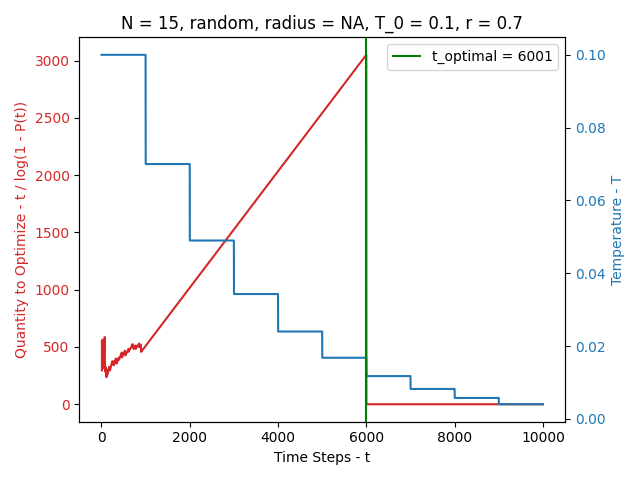 N = 15, random, radius = NA, T_0 = 0.1, r = 0.7
t_optimal = 6001
Quantity to Optimize - t / log(1 - P(t))
3000
2500
2000
1500
1000
500
0
0.10
0.08
0.06
0.04
0.02
0.00
Temperature - T
0 2000 4000 6000 8000 10000
Time Steps - t